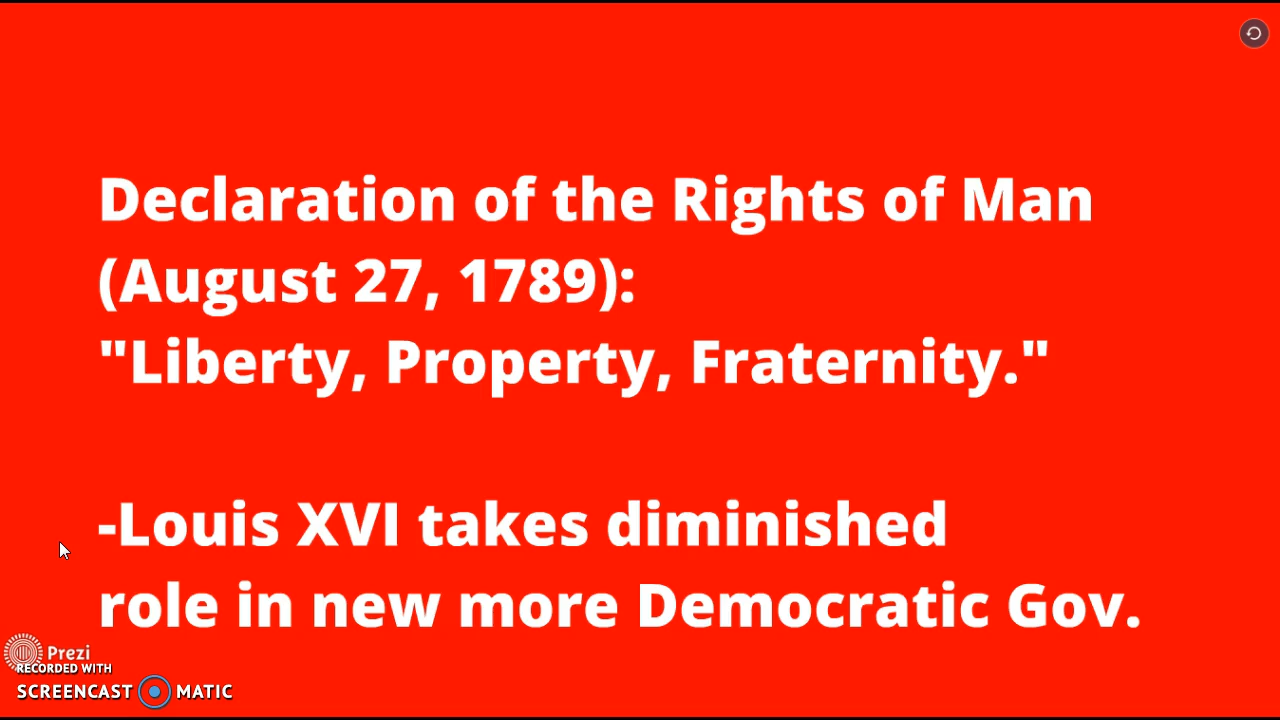 Declaration of the Rights of Man
(August 27, 1789):
"Liberty, Property, Fraternity."
-Louis XVI takes diminished
role in new more Democratic Gov.
Prezi
RECORDED WITH
SCREENCAST MATIC